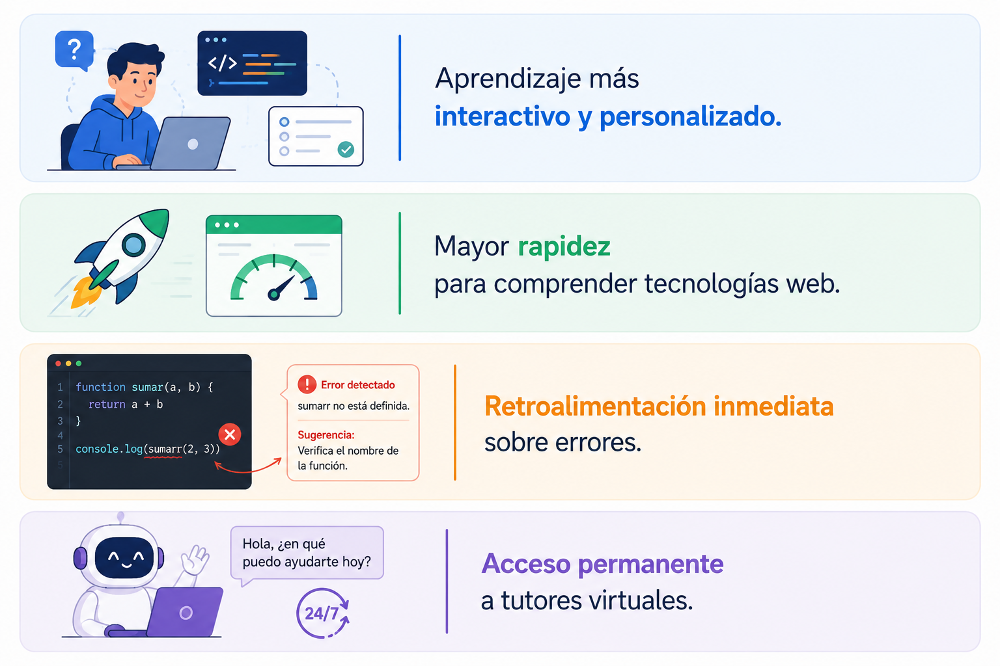 ?
</>
Aprendizaje más
interactivo y personalizado.
Mayor rapidez
para comprender tecnologías web.
1 function sumar(a, b) {
2 return a + b
3 }
4
5 console.log(sumarr(2, 3))
5
Error detectado
sumarr no está definida.
Sugerencia:
Verifica el nombre de
la función.
Retroalimentación inmediata
sobre errores.
Hola, ¿en qué
puedo ayudarte hoy?
24/7
Acceso permanente
a tutores virtuales.